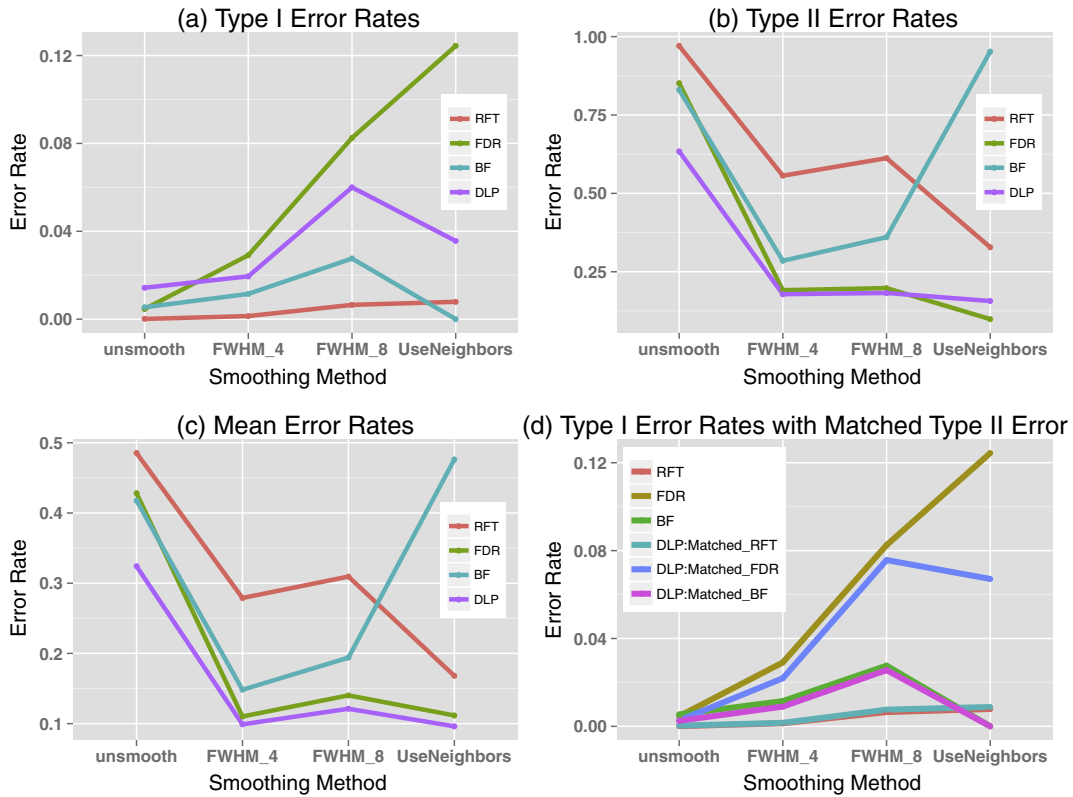 (a) Type I Error Rates
0.12
0.08
0.04
0.00
Error Rate
RFT
FDR
BF
DLP
unsmooth FWHM_4 FWHM_8 UseNeighbors
Smoothing Method
(b) Type II Error Rates
1.00
0.75
0.50
0.25
Error Rate
RFT
FDR
BF
DLP
unsmooth FWHM_4 FWHM_8 UseNeighbors
Smoothing Method
(c) Mean Error Rates
0.5
0.4
0.3
0.2
0.1
Error Rate
RFT
FDR
BF
DLP
unsmooth FWHM_4 FWHM_8 UseNeighbors
Smoothing Method
(d) Type I Error Rates with Matched Type II Error
0.12
0.08
0.04
0.00
Error Rate
RFT
FDR
BF
DLP:Matched_RFT
DLP:Matched_FDR
DLP:Matched_BF
unsmooth FWHM_4 FWHM_8 UseNeighbors
Smoothing Method